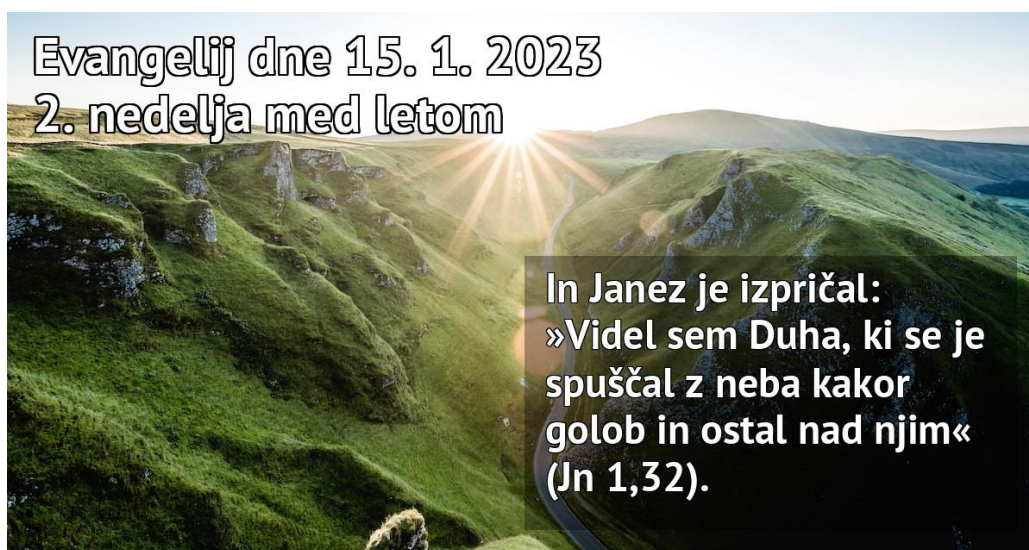 Evangelij dne 15. 1. 2023
2. nedelja med letom
In Janez je izpričal:
»Videl sem Duha, ki se je
spuščal z neba kakor
golob in ostal nad njim«
(Jn 1,32).